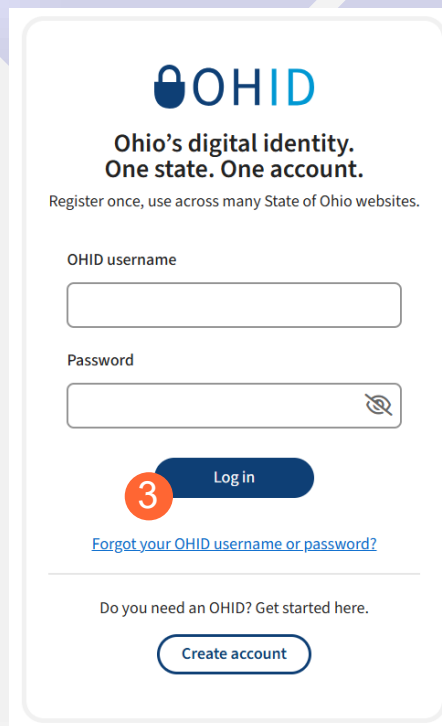 OHID
Ohio's digital identity.
One state. One account.
Register once, use across many State of Ohio websites.
OHID username
Password
Log in
3
Forgot your OHID username or password?
Do you need an OHID? Get started here.
Create account